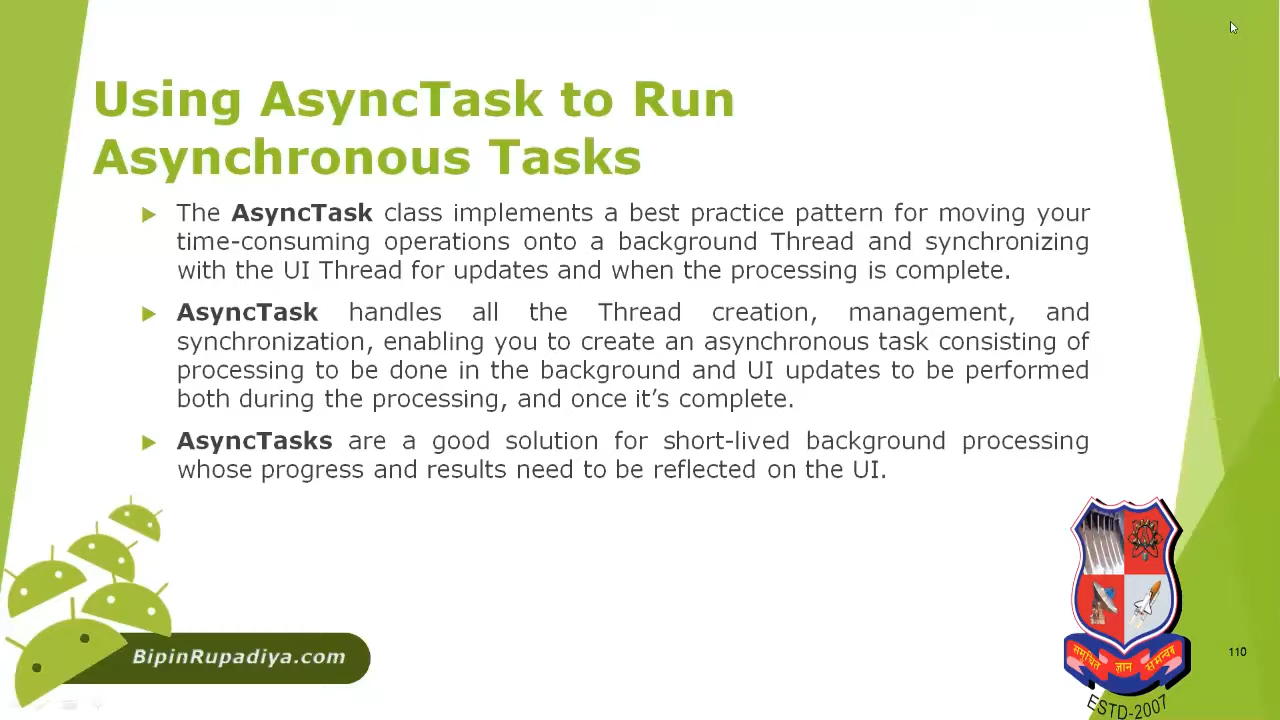 Using AsyncTask to Run
Asynchronous Tasks
The AsyncTask class implements a best practice pattern for moving your
time-consuming operations onto a background Thread and synchronizing
with the UI Thread for updates and when the processing is complete.
AsyncTask handles all the Thread creation, management, and
synchronization, enabling you to create an asynchronous task consisting of
processing to be done in the background and UI updates to be performed
both during the processing, and once it’s complete.
AsyncTasks are a good solution for short-lived background processing
whose progress and results need to be reflected on the UI.
BipinRupadiya.com
110
समुचित ज्ञान समन्वय
ESTD-2007